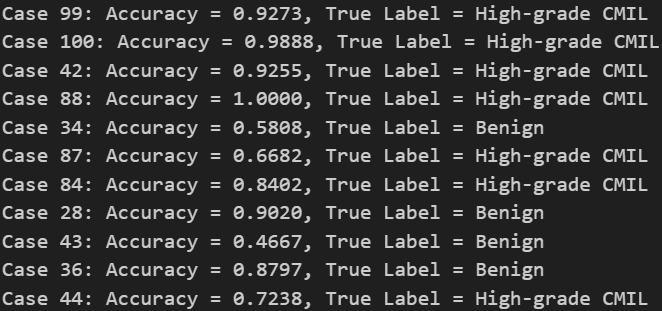 Case 99: Accuracy = 0.9273, True Label = High-grade CMIL
Case 100: Accuracy = 0.9888, True Label = High-grade CMIL
Case 42: Accuracy = 0.9255, True Label = High-grade CMIL
Case 88: Accuracy = 1.0000, True Label = High-grade CMIL
Case 34: Accuracy = 0.5808, True Label = Benign
Case 87: Accuracy = 0.6682, True Label = High-grade CMIL
Case 84: Accuracy = 0.8402, True Label = High-grade CMIL
Case 28: Accuracy = 0.9020, True Label = Benign
Case 43: Accuracy = 0.4667, True Label = Benign
Case 36: Accuracy = 0.8797, True Label = Benign
Case 44: Accuracy = 0.7238, True Label = High-grade CMIL